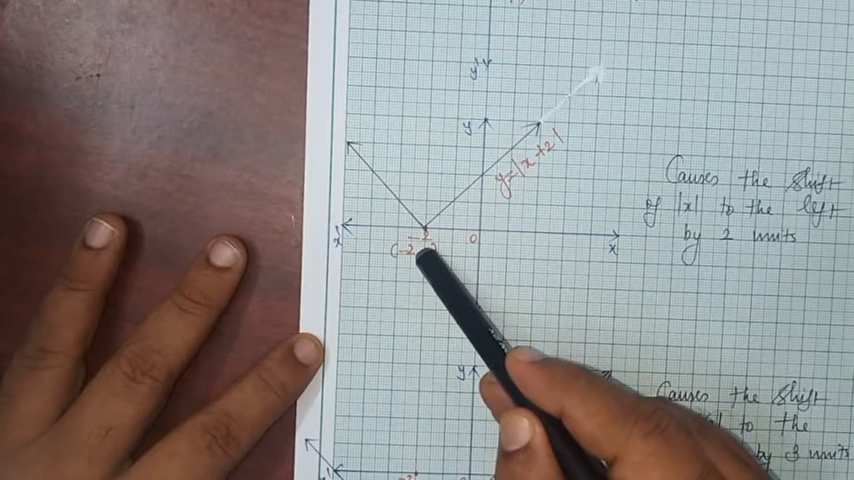 y'
y
y=|x+2|
Causes the shift
of |x| to the left
by 2 units
x'
-2
0
x
(-2
y
Causes the shift
to the
by 3 units